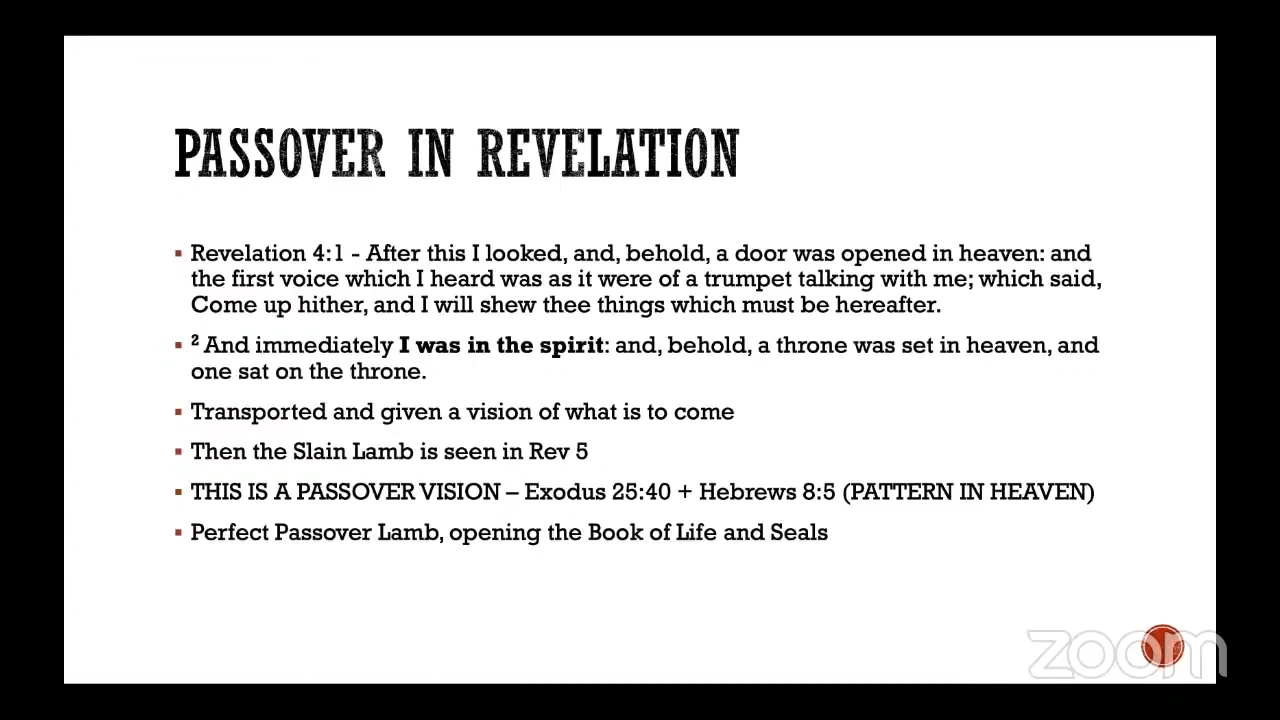 PASSOVER IN REVELATION
▪ Revelation 4:1 - After this I looked, and, behold, a door was opened in heaven: and
the first voice which I heard was as it were of a trumpet talking with me; which said,
Come up hither, and I will shew thee things which must be hereafter.
▪ ² And immediately I was in the spirit: and, behold, a throne was set in heaven, and
one sat on the throne.
▪ Transported and given a vision of what is to come
▪ Then the Slain Lamb is seen in Rev 5
▪ THIS IS A PASSOVER VISION – Exodus 25:40 + Hebrews 8:5 (PATTERN IN HEAVEN)
▪ Perfect Passover Lamb, opening the Book of Life and Seals
zoom